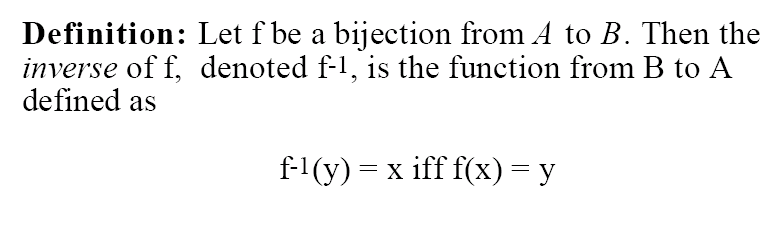 Definition: Let f be a bijection from A to B. Then the
inverse of f, denoted f-1, is the function from B to A
defined as
f-1(y) = x iff f(x) = y